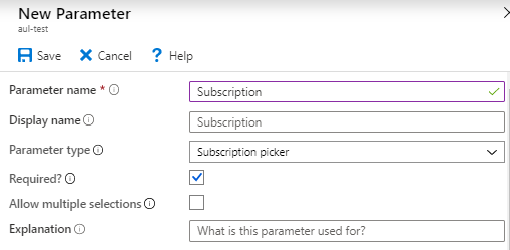 New Parameter
aul-test
Save Cancel ? Help
Parameter name * Subscription
Display name Subscription
Parameter type Subscription picker
Required?
Allow multiple selections
Explanation What is this parameter used for?